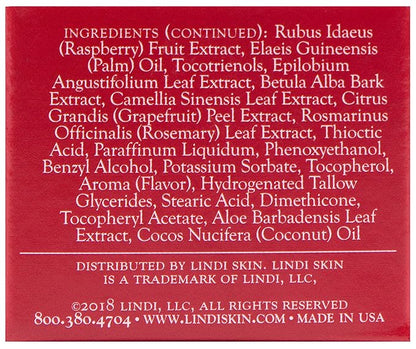 INGREDIENTS (CONTINUED): Rubus Idaeus
(Raspberry) Fruit Extract, Elaeis Guineensis
(Palm) Oil, Tocotrienols, Epilobium
Angustifolium Leaf Extract, Betula Alba Bark
Extract, Camellia Sinensis Leaf Extract, Citrus
Grandis (Grapefruit) Peel Extract, Rosmarinus
Officinalis (Rosemary) Leaf Extract, Thioctic
Acid, Paraffinum Liquidum, Phenoxyethanol,
Benzyl Alcohol, Potassium Sorbate, Tocopherol,
Aroma (Flavor), Hydrogenated Tallow
Glycerides, Stearic Acid, Dimethicone,
Tocopheryl Acetate, Aloe Barbadensis Leaf
Extract, Cocos Nucifera (Coconut) Oil
DISTRIBUTED BY LINDI SKIN. LINDI SKIN
IS A TRADEMARK OF LINDI, LLC,
©2018 LINDI, LLC, ALL RIGHTS RESERVED
800.380.4704 • WWW.LINDISKIN.COM • MADE IN USA